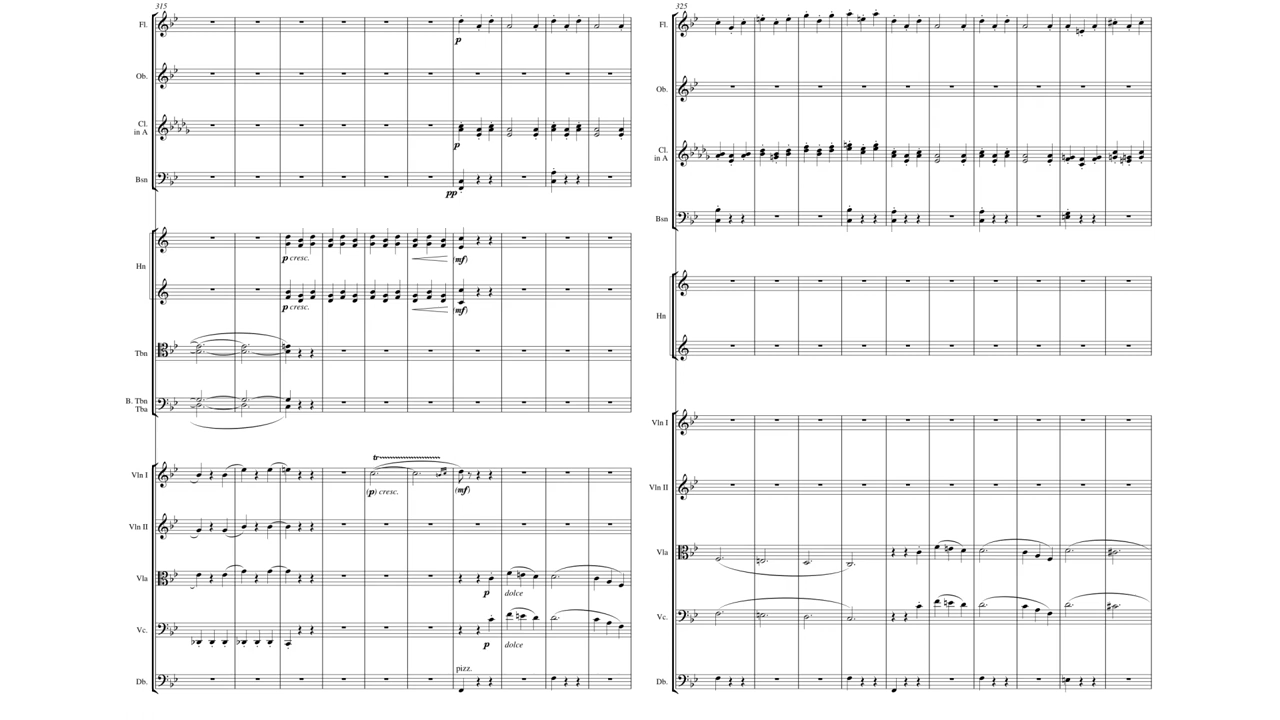 315
Fl.
p
Ob.
Cl.
in A
p
Bsn
pp
Hn
p cresc.
(mf)
p cresc.
(mf)
Tbn
B. Tbn
Tba
Vln I
tr
(p) cresc.
(mf)
Vln II
Vla
p
dolce
Vc.
p
dolce
Db.
pizz.
325
Fl.
Ob.
Cl.
in A
Bsn
Hn
Vln I
Vln II
Vla
Vc.
Db.